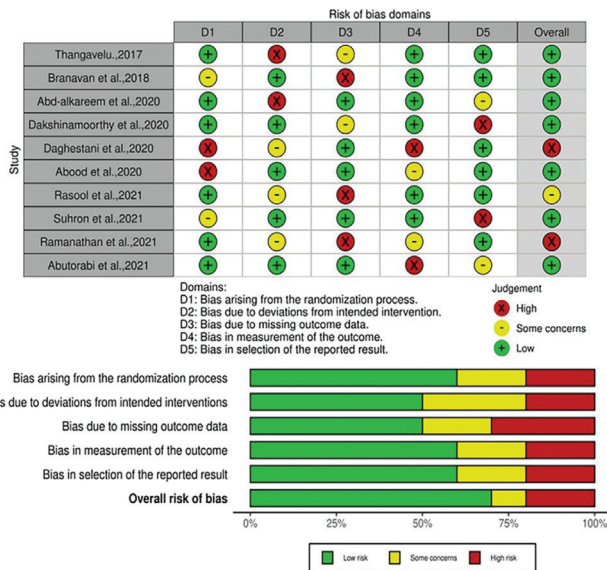 Risk of bias domains
D1 D2 D3 D4 D5 Overall
Study
Thangavelu.,2017 + X - + + +
Branavan et al.,2018 - + X + + +
Abd-alkareem et al.,2020 + X + + - +
Dakshinamoorthy et al.,2020 + + - + X +
Daghestani et al.,2020 X - + X + X
Abood et al.,2020 X + + - + +
Rasool et al.,2021 + - X + + -
Suhron et al.,2021 - + + + X +
Ramanathan et al.,2021 + - X - + X
Abutorabi et al.,2021 + + + X - +
Domains:
D1: Bias arising from the randomization process.
D2: Bias due to deviations from intended intervention.
D3: Bias due to missing outcome data.
D4: Bias in measurement of the outcome.
D5: Bias in selection of the reported result.
Judgement
X High
- Some concerns
+ Low
Bias arising from the randomization process
s due to deviations from intended interventions
Bias due to missing outcome data
Bias in measurement of the outcome
Bias in selection of the reported result
Overall risk of bias
0% 25% 50% 75% 100%
Low risk Some concerns High risk